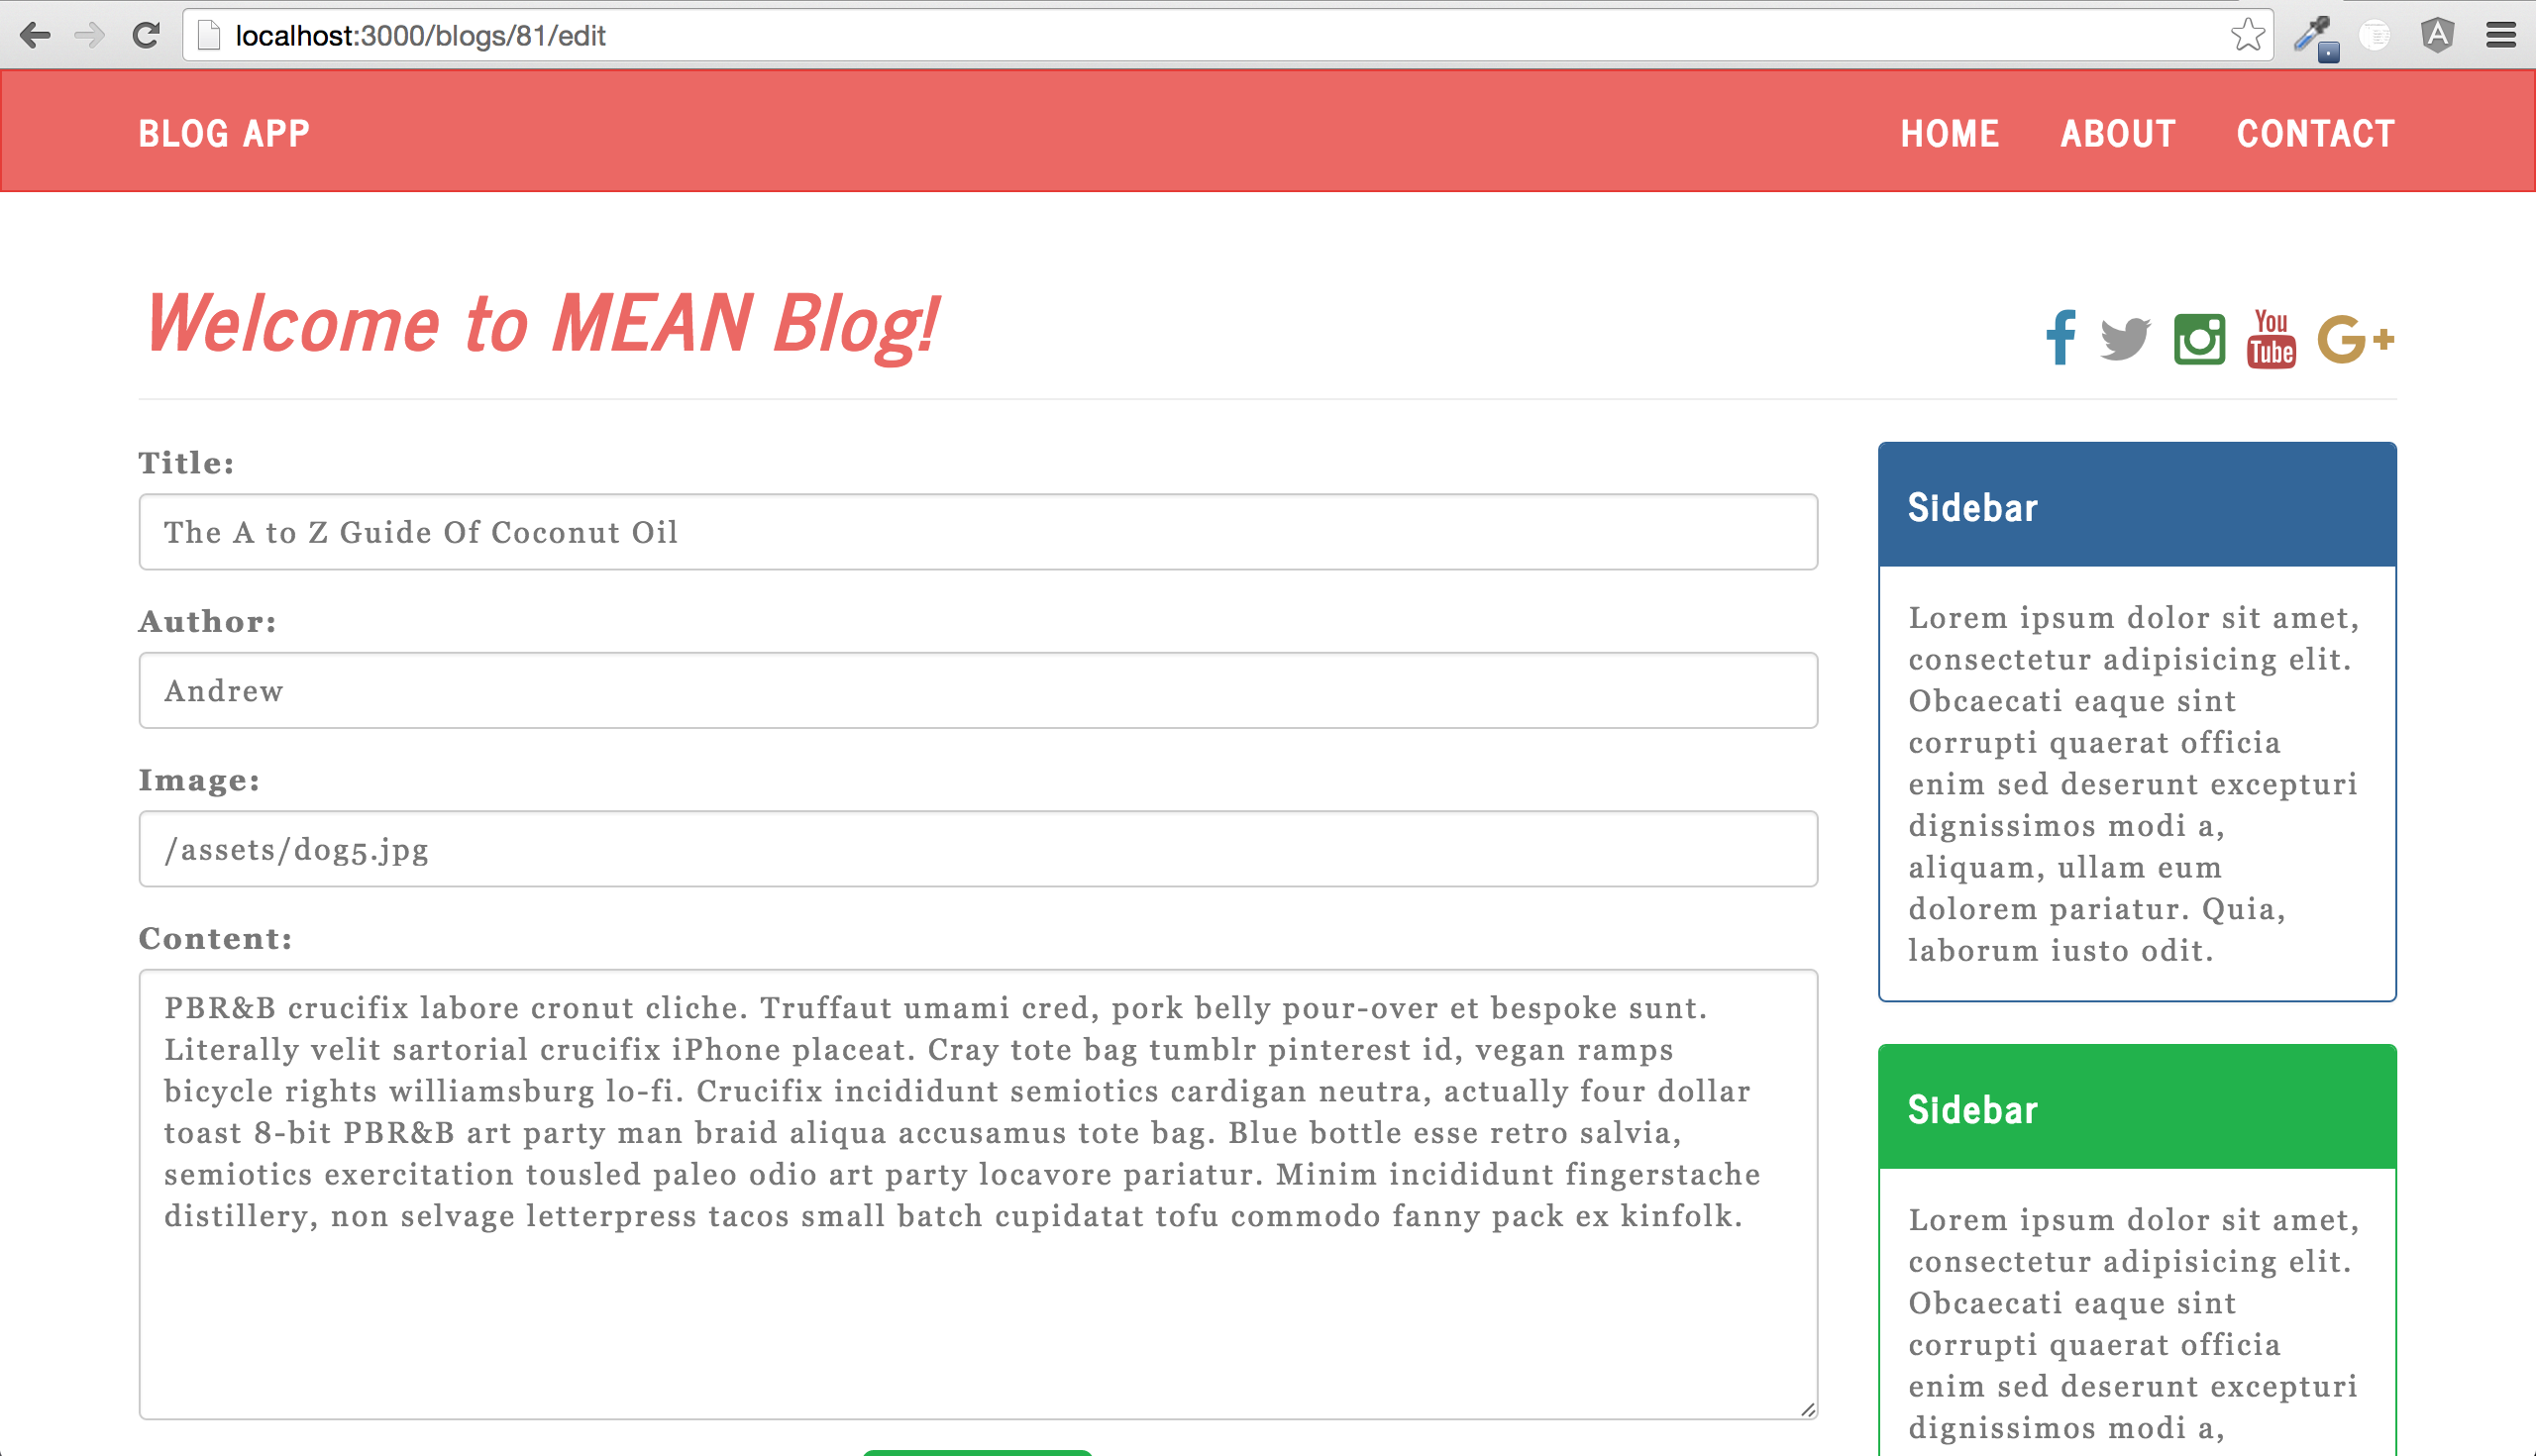 localhost:3000/blogs/81/edit
BLOG APP
HOME ABOUT CONTACT
Welcome to MEAN Blog!
You
Tube
G+
Title:
The A to Z Guide Of Coconut Oil
Author:
Andrew
Image:
/assets/dog5.jpg
Content:
PBR&B crucifix labore cronut cliche. Truffaut umami cred, pork belly pour-over et bespoke sunt.
Literally velit sartorial crucifix iPhone placeat. Cray tote bag tumblr pinterest id, vegan ramps
bicycle rights williamsburg lo-fi. Crucifix incididunt semiotics cardigan neutra, actually four dollar
toast 8-bit PBR&B art party man braid aliqua accusamus tote bag. Blue bottle esse retro salvia,
semiotics exercitation tousled paleo odio art party locavore pariatur. Minim incididunt fingerstache
distillery, non selvage letterpress tacos small batch cupidatat tofu commodo fanny pack ex kinfolk.
Sidebar
Lorem ipsum dolor sit amet,
consectetur adipisicing elit.
Obcaecati eaque sint
corrupti quaerat officia
enim sed deserunt excepturi
dignissimos modi a,
aliquam, ullam eum
dolorem pariatur. Quia,
laborum iusto odit.
Sidebar
Lorem ipsum dolor sit amet,
consectetur adipisicing elit.
Obcaecati eaque sint
corrupti quaerat officia
enim sed deserunt excepturi
dignissimos modi a,